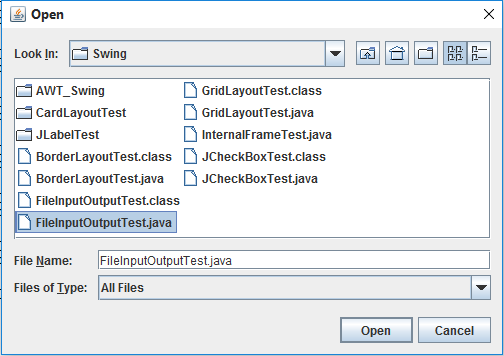 Open
Look In: Swing
AWT_Swing
CardLayoutTest
JLabelTest
BorderLayoutTest.class
BorderLayoutTest.java
FileInputOutputTest.class
FileInputOutputTest.java
GridLayoutTest.class
GridLayoutTest.java
InternalFrameTest.java
JCheckBoxTest.class
JCheckBoxTest.java
File Name: FileInputOutputTest.java
Files of Type: All Files
Open Cancel